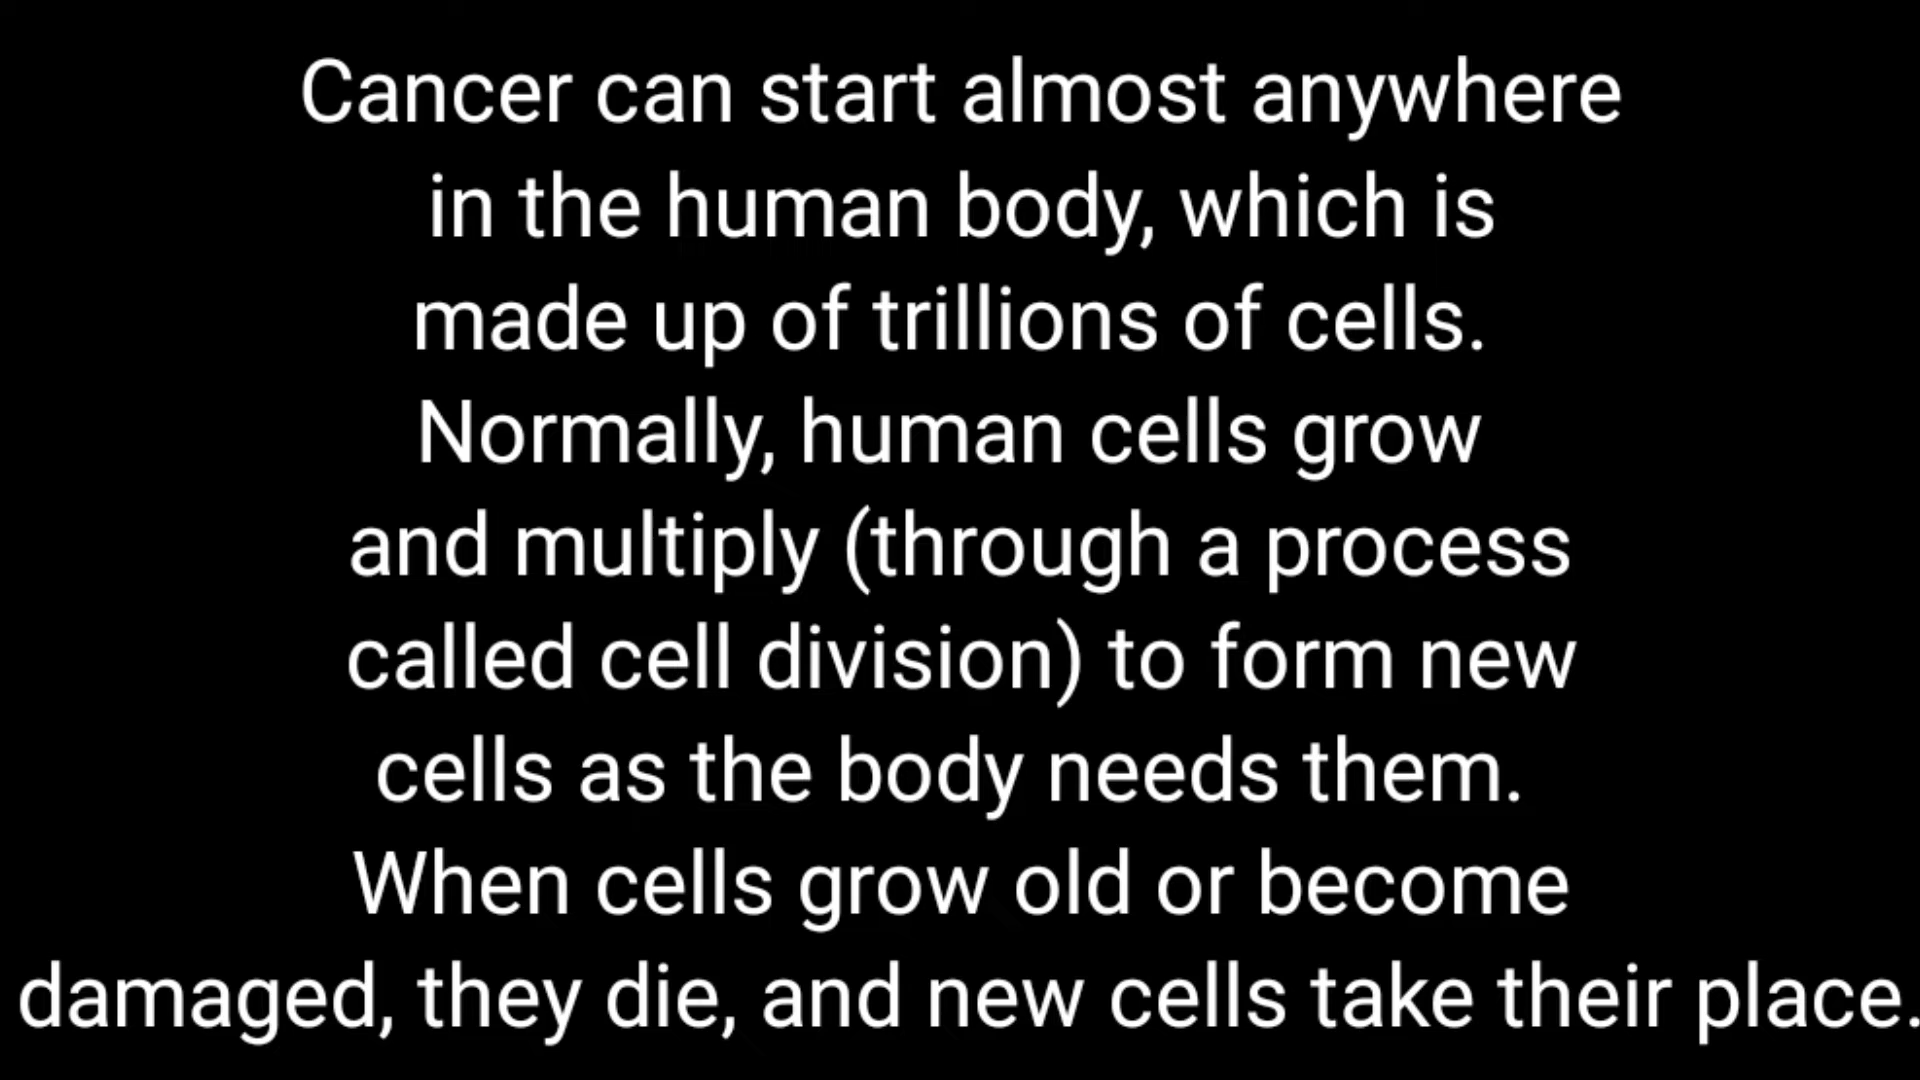 Cancer can start almost anywhere
in the human body, which is
made up of trillions of cells.
Normally, human cells grow
and multiply (through a process
called cell division) to form new
cells as the body needs them.
When cells grow old or become
damaged, they die, and new cells take their place.